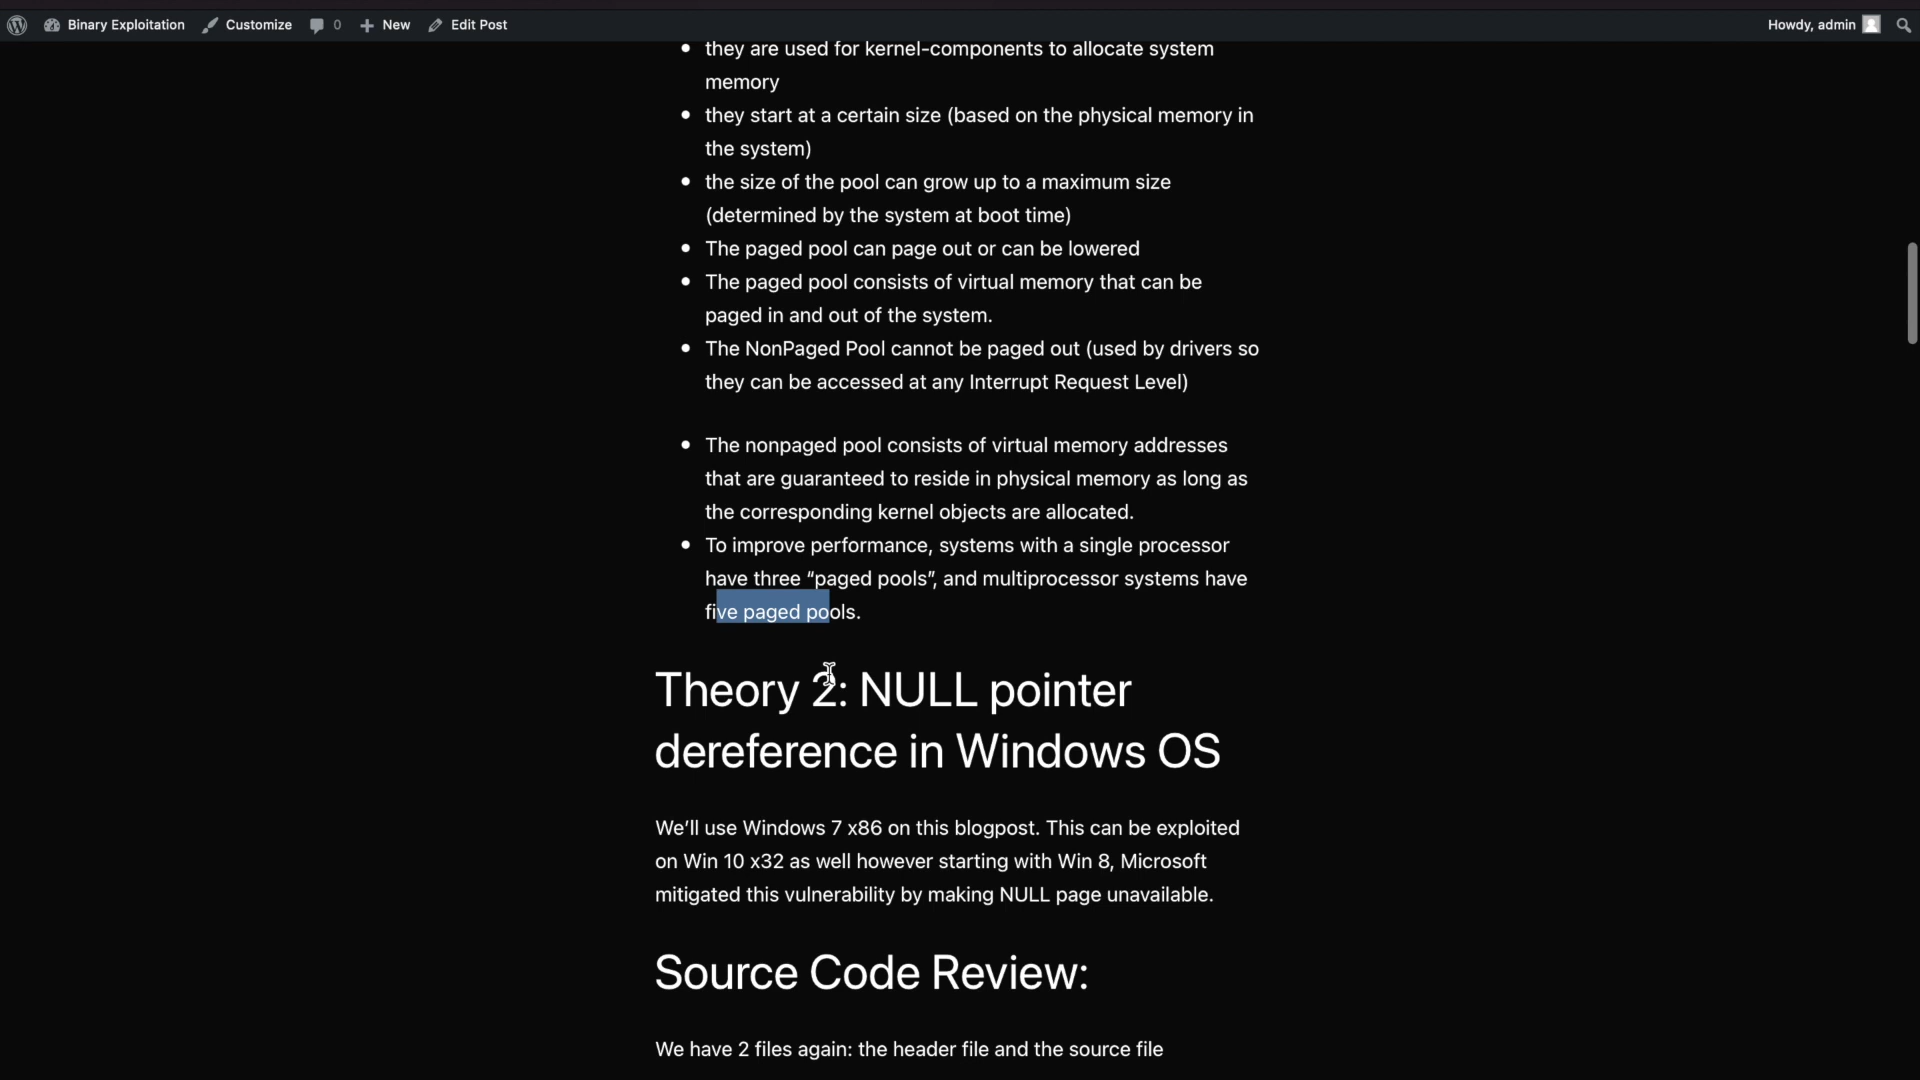 Binary Exploitation Customize 0 New Edit Post Howdy, admin
they are used for kernel-components to allocate system
memory
they start at a certain size (based on the physical memory in
the system)
the size of the pool can grow up to a maximum size
(determined by the system at boot time)
The paged pool can page out or can be lowered
The paged pool consists of virtual memory that can be
paged in and out of the system.
The NonPaged Pool cannot be paged out (used by drivers so
they can be accessed at any Interrupt Request Level)
The nonpaged pool consists of virtual memory addresses
that are guaranteed to reside in physical memory as long as
the corresponding kernel objects are allocated.
To improve performance, systems with a single processor
have three “paged pools”, and multiprocessor systems have
five paged pools.
Theory 2: NULL pointer
dereference in Windows OS
We’ll use Windows 7 x86 on this blogpost. This can be exploited
on Win 10 x32 as well however starting with Win 8, Microsoft
mitigated this vulnerability by making NULL page unavailable.
Source Code Review:
We have 2 files again: the header file and the source file